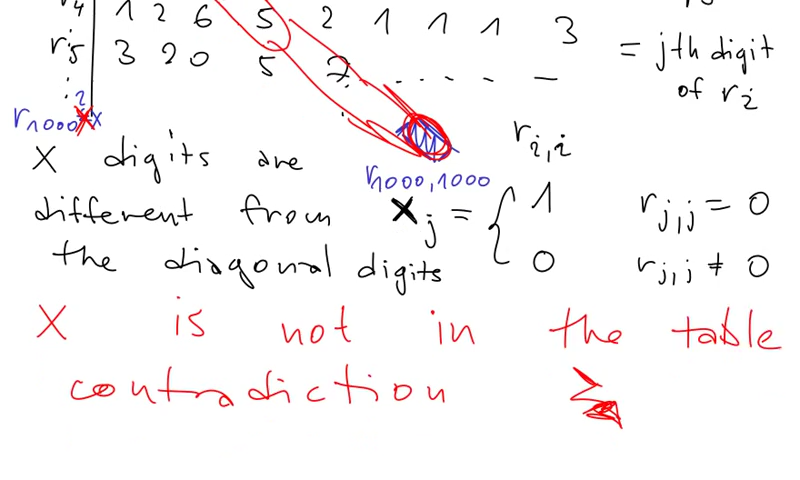 r4 1 2 6 5 2 1 1 1 3
r5 3 2 0 5 7 . . . . = jth digit
of ri
r1000 ? x
ri,i
x digits are r1000,1000
different from xj = { 1 rj,j = 0
the diagonal digits 0 rj,j ≠ 0
x is not in the table
contradiction